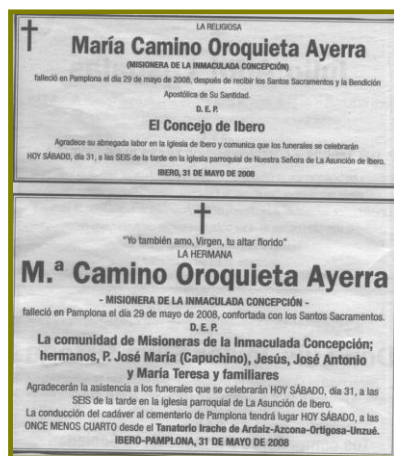 LA RELIGIOSA
María Camino Oroquieta Ayerra
(MISIONERA DE LA INMACULADA CONCEPCIÓN)
falleció en Pamplona el día 29 de mayo de 2008, después de recibir los Santos Sacramentos y la Bendición
Apostólica de Su Santidad.
D. E. P.
El Concejo de Ibero
Agradece su abnegada labor en la iglesia de Ibero y comunica que los funerales se celebrarán
HOY SÁBADO, día 31, a las SEIS de la tarde en la iglesia parroquial de Nuestra Señora de La Asunción de Ibero.
IBERO, 31 DE MAYO DE 2008
"Yo también amo, Virgen, tu altar florido"
LA HERMANA
M.ª Camino Oroquieta Ayerra
- MISIONERA DE LA INMACULADA CONCEPCIÓN -
falleció en Pamplona el día 29 de mayo de 2008, confortada con los Santos Sacramentos.
D. E. P.
La comunidad de Misioneras de la Inmaculada Concepción;
hermanos, P. José María (Capuchino), Jesús, José Antonio
y María Teresa y familiares
Agradecerán la asistencia a los funerales que se celebrarán HOY SÁBADO, día 31, a las
SEIS de la tarde en la iglesia parroquial de La Asunción de Ibero.
La conducción del cadáver al cementerio de Pamplona tendrá lugar HOY SÁBADO, a las
ONCE MENOS CUARTO desde el Tanatorio Irache de Ardaiz-Azcona-Ortigosa-Unzué.
IBERO-PAMPLONA, 31 DE MAYO DE 2008